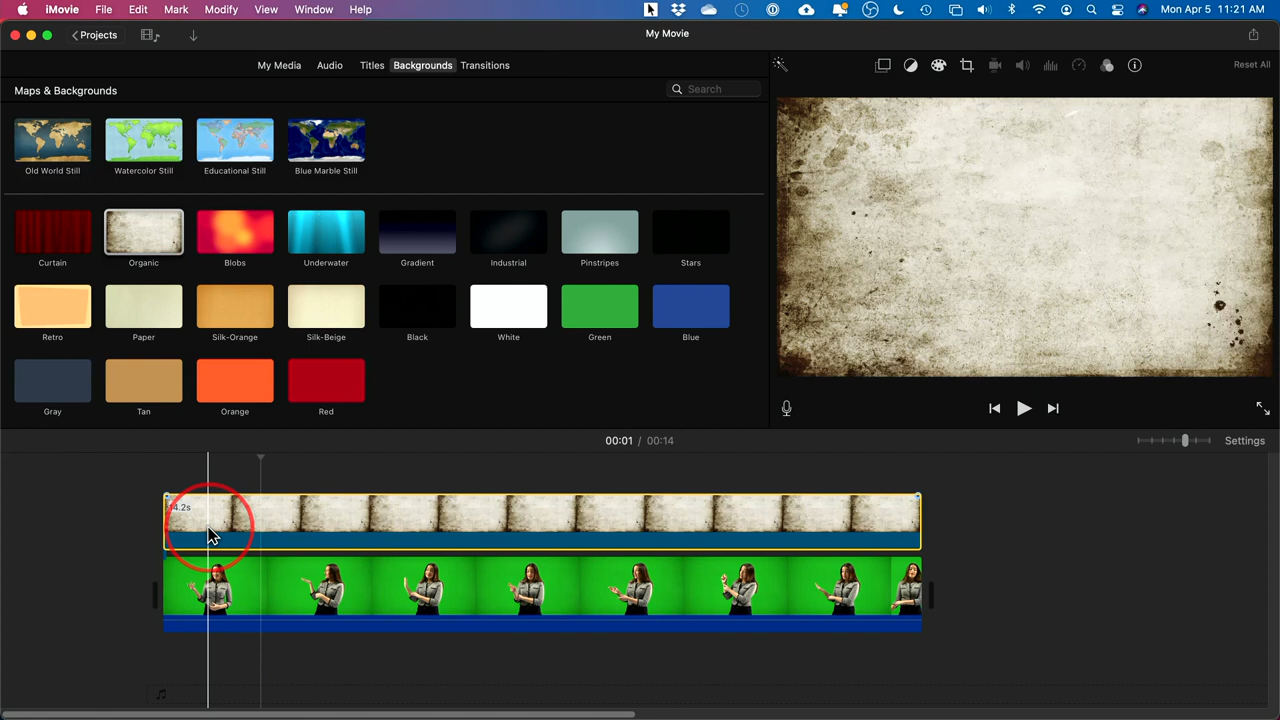 iMovie File Edit Mark Modify View Window Help Mon Apr 5 11:21 AM
Projects My Movie
My Media Audio Titles Backgrounds Transitions Reset All
Maps & Backgrounds Search
Old World Still Watercolor Still Educational Still Blue Marble Still
Curtain Organic Blobs Underwater Gradient Industrial Pinstripes Stars
Retro Paper Silk-Orange Silk-Beige Black White Green Blue
Gray Tan Orange Red
00:01 / 00:14 Settings
14.2s